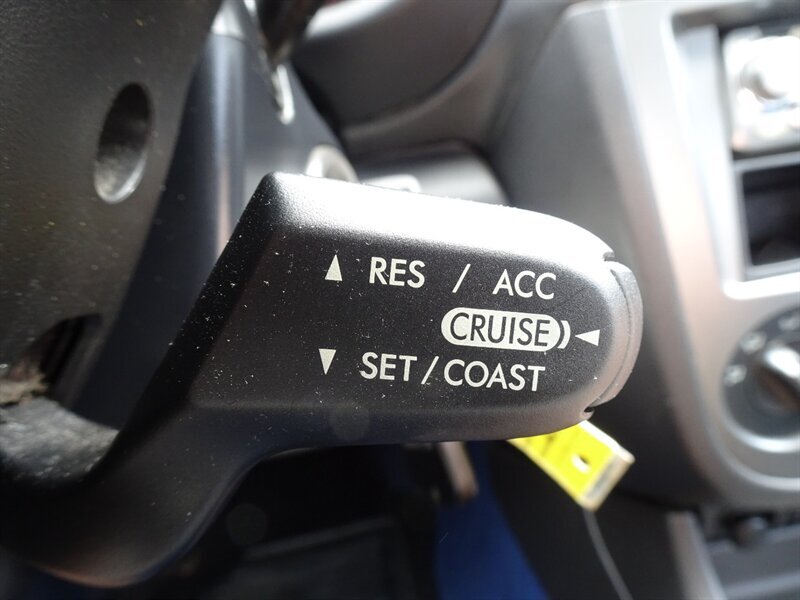 ▲ RES / ACC
CRUISE ◄
▼ SET/COAST